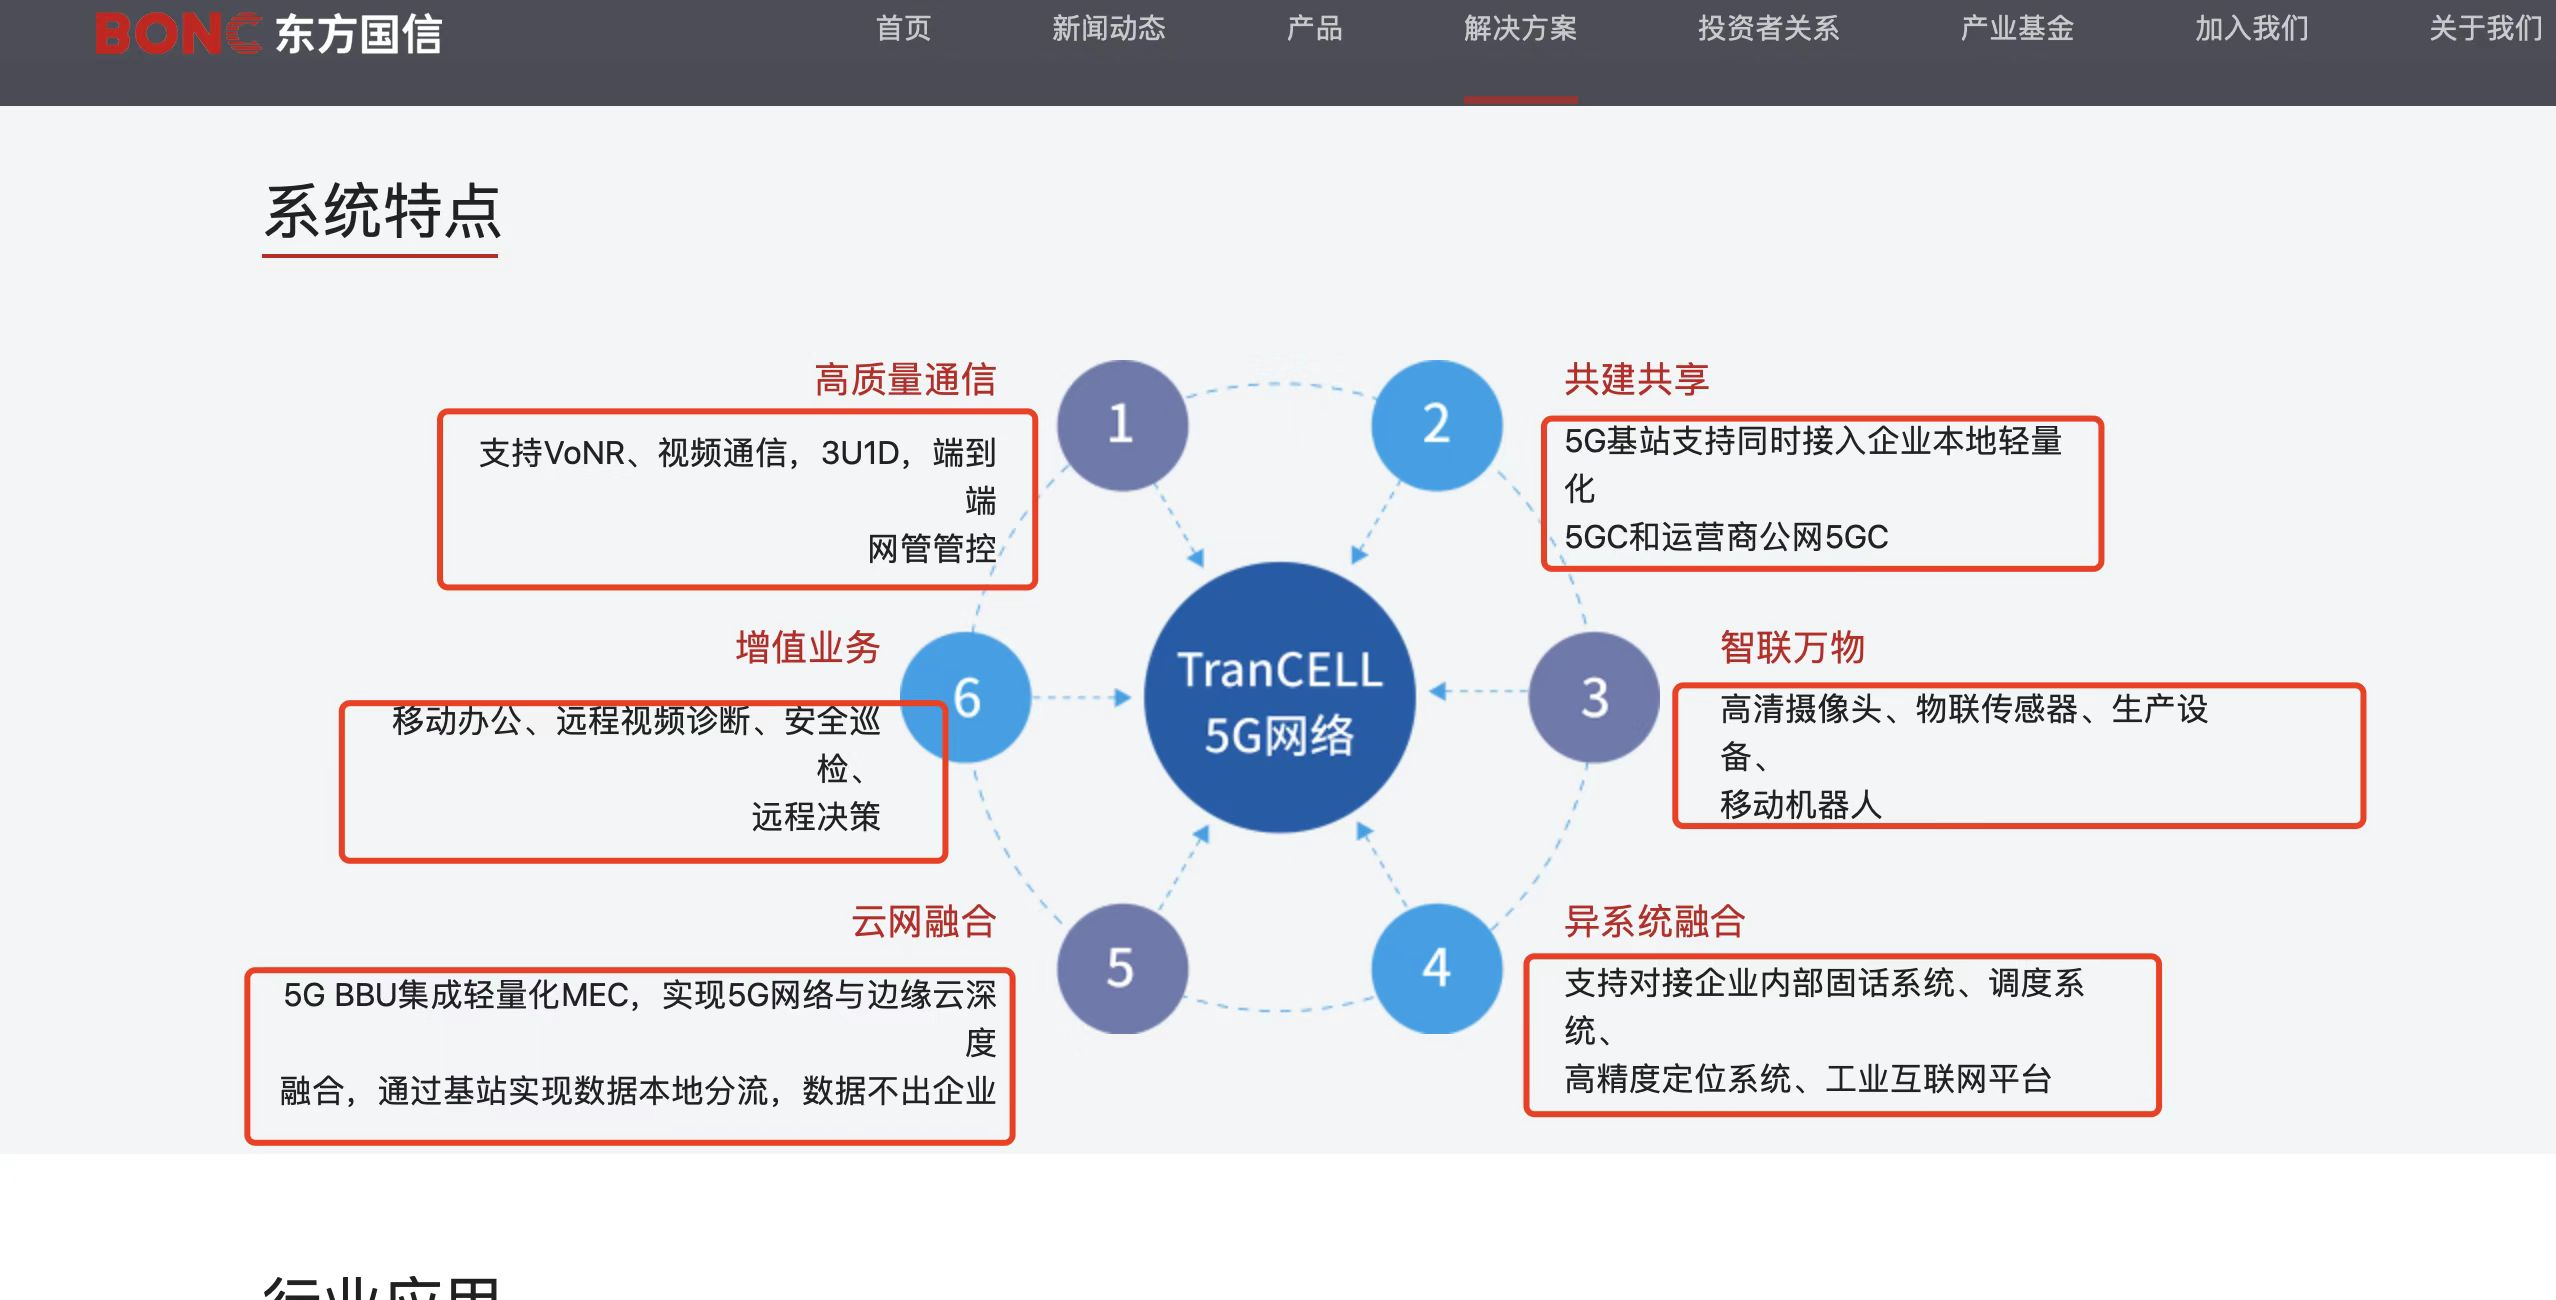 BONC 东方国信
首页 新闻动态 产品 解决方案 投资者关系 产业基金 加入我们 关于我们
系统特点
高质量通信
支持VoNR、视频通信，3U1D，端到
端
网管管控
1
2
共建共享
5G基站支持同时接入企业本地轻量
化
5GC和运营商公网5GC
增值业务
移动办公、远程视频诊断、安全巡
检、
远程决策
6
TranCELL
5G网络
3
智联万物
高清摄像头、物联传感器、生产设
备、
移动机器人
云网融合
5G BBU集成轻量化MEC，实现5G网络与边缘云深
度
融合，通过基站实现数据本地分流，数据不出企业
5
4
异系统融合
支持对接企业内部固话系统、调度系
统、
高精度定位系统、工业互联网平台
行业应用